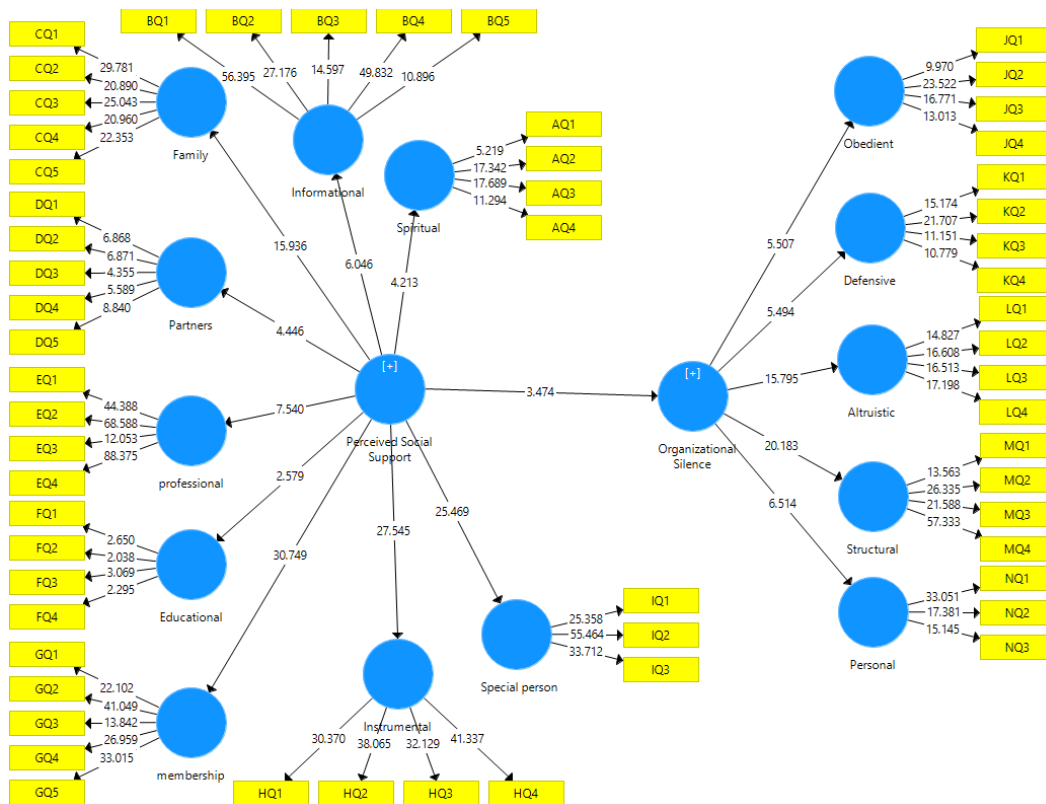 BQ1
BQ2
BQ3
BQ4
BQ5
56.395
27.176
14.597
49.832
10.896
Informational
CQ1
CQ2
CQ3
CQ4
CQ5
29.781
20.890
25.043
20.960
22.353
Family
AQ1
AQ2
AQ3
AQ4
5.219
17.342
17.689
11.294
Spiritual
DQ1
DQ2
DQ3
DQ4
DQ5
6.868
6.871
4.355
5.589
8.840
Partners
15.936
6.046
4.213
4.446
EQ1
EQ2
EQ3
EQ4
44.388
68.588
12.053
88.375
professional
7.540
[+]
Perceived Social
Support
3.474
FQ1
FQ2
FQ3
FQ4
2.650
2.038
3.069
2.295
Educational
2.579
30.749
27.545
25.469
GQ1
GQ2
GQ3
GQ4
GQ5
22.102
41.049
13.842
26.959
33.015
membership
Instrumental
30.370
38.065
32.129
41.337
HQ1
HQ2
HQ3
HQ4
Special person
25.358
55.464
33.712
IQ1
IQ2
IQ3
[+]
Organizational
Silence
5.507
5.494
15.795
20.183
6.514
Obedient
9.970
23.522
16.771
13.013
JQ1
JQ2
JQ3
JQ4
Defensive
15.174
21.707
11.151
10.779
KQ1
KQ2
KQ3
KQ4
Altruistic
14.827
16.608
16.513
17.198
LQ1
LQ2
LQ3
LQ4
Structural
13.563
26.335
21.588
57.333
MQ1
MQ2
MQ3
MQ4
Personal
33.051
17.381
15.145
NQ1
NQ2
NQ3